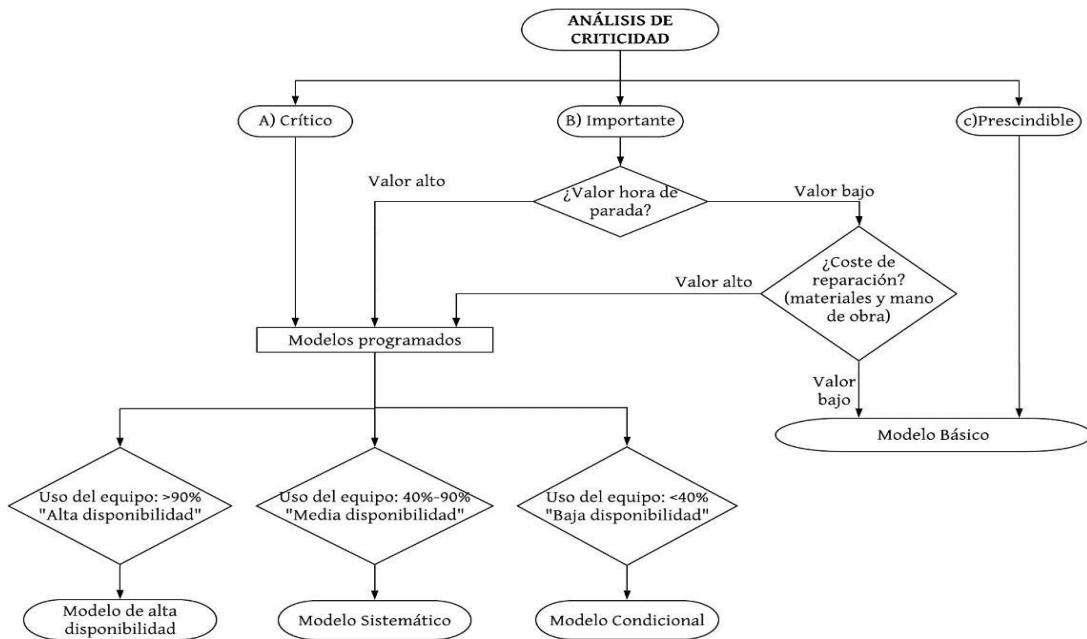 ANÁLISIS DE
CRITICIDAD
A) Crítico
B) Importante
c)Prescindible
Valor alto
¿Valor hora de
parada?
Valor bajo
Valor alto
¿Coste de
reparación?
(materiales y mano
de obra)
Modelos programados
Valor
bajo
Modelo Básico
Uso del equipo: >90%
"Alta disponibilidad"
Uso del equipo: 40%-90%
"Media disponibilidad"
Uso del equipo: <40%
"Baja disponibilidad"
Modelo de alta
disponibilidad
Modelo Sistemático
Modelo Condicional